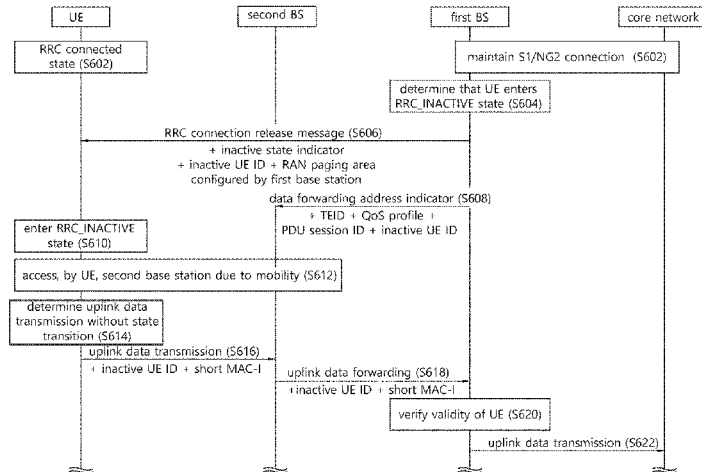 UE
second BS
first BS
core network
RRC connected
state (S602)
maintain S1/NG2 connection (S602)
determine that UE enters
RRC_INACTIVE state (S604)
RRC connection release message (S606)
+ inactive state indicator
+ inactive UE ID + RAN paging area
configured by first base station
data forwarding address indicator (S608)
+ TEID + QoS profile +
PDU session ID + inactive UE ID
enter RRC_INACTIVE
state (S610)
access, by UE, second base station due to mobility (S612)
determine uplink data
transmission without state
transition (S614)
uplink data transmission (S616)
+ inactive UE ID + short MAC-I
uplink data forwarding (S618)
+inactive UE ID + short MAC-I
verify validity of UE (S620)
uplink data transmission (S622)